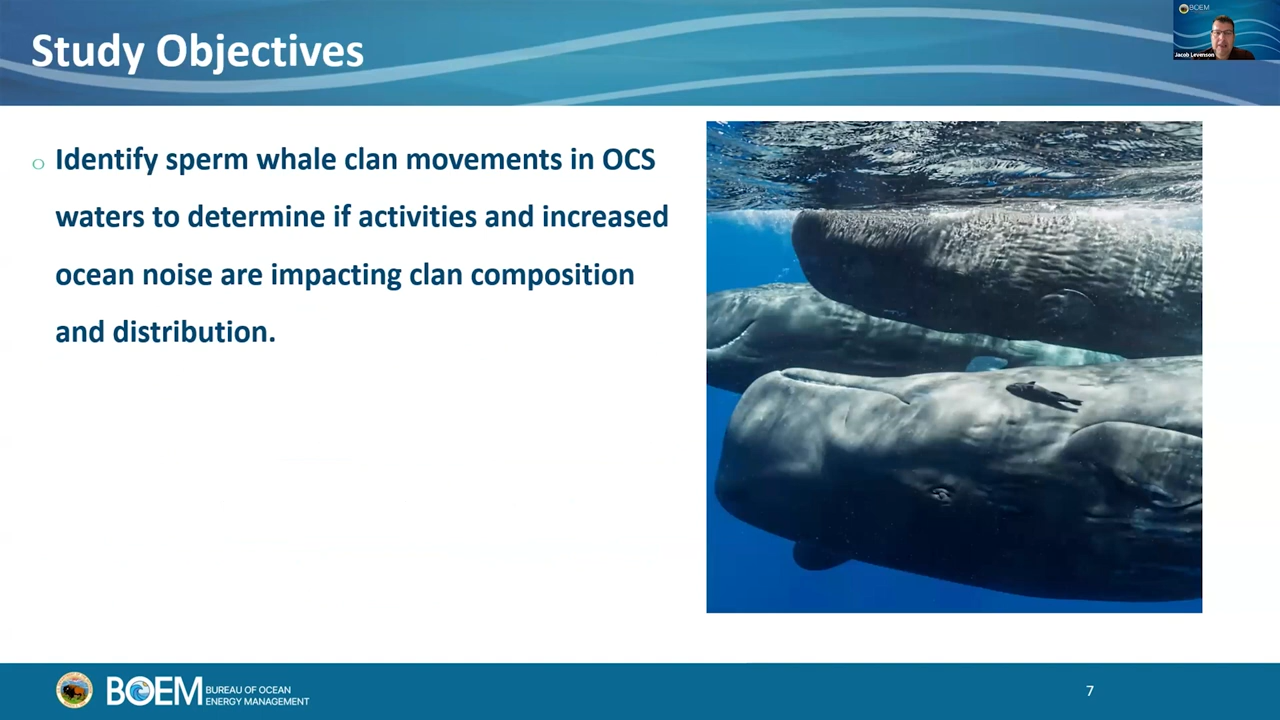 Study Objectives
BOEM
Jacob Levenson
Identify sperm whale clan movements in OCS
waters to determine if activities and increased
ocean noise are impacting clan composition
and distribution.
BOEM
BUREAU OF OCEAN
ENERGY MANAGEMENT
7